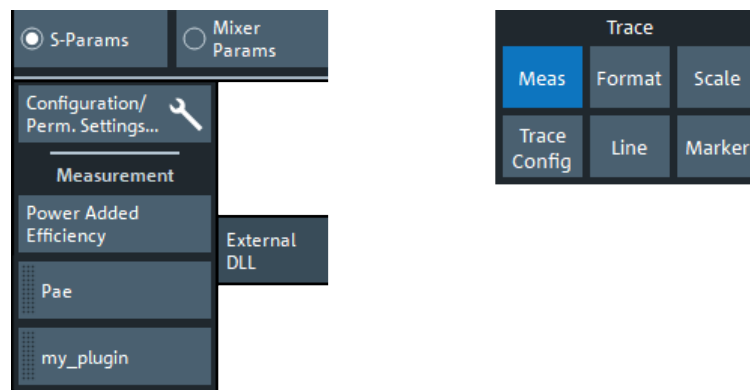 S-Params
Mixer
Params
Configuration/
Perm. Settings...
Measurement
Power Added
Efficiency
Pae
my_plugin
External
DLL
Trace
Meas
Format
Scale
Trace
Config
Line
Marker